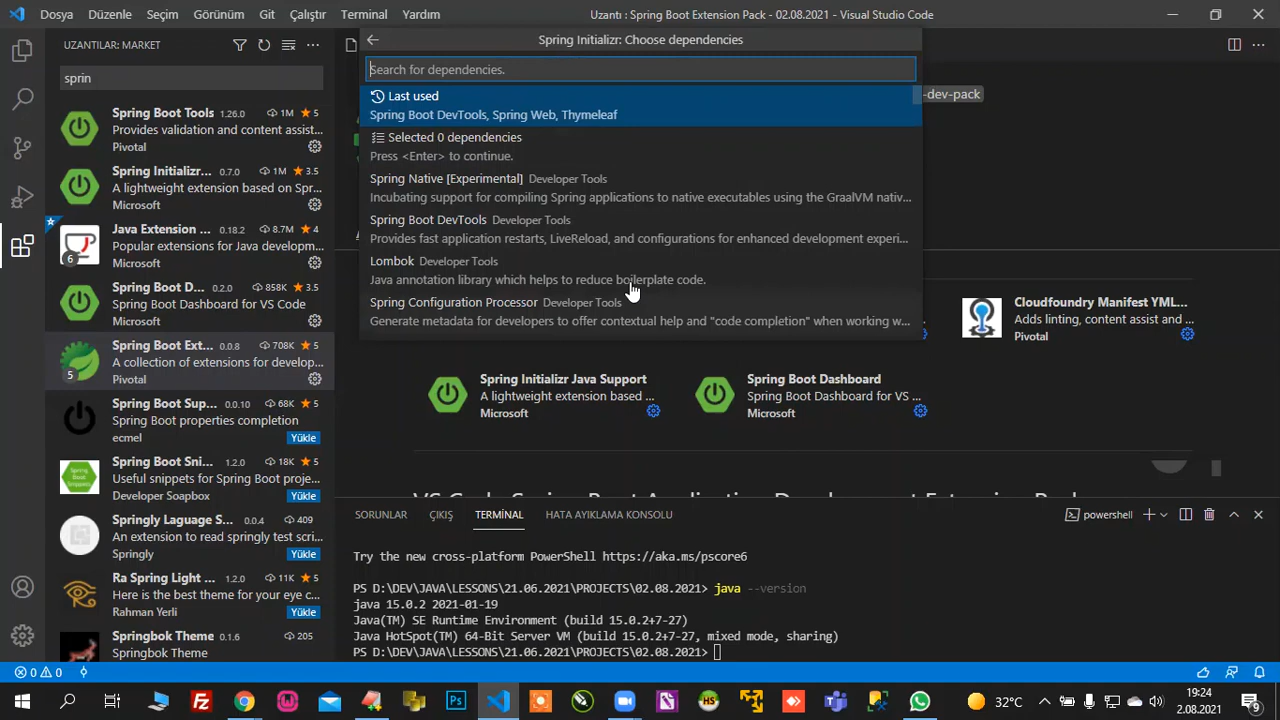 Dosya Düzenle Seçim Görünüm Git Çalıştır Terminal Yardım
Uzantı : Spring Boot Extension Pack - 02.08.2021 - Visual Studio Code
UZANTILAR: MARKET
sprin
Spring Boot Tools 1.26.0 1M 5
Provides validation and content assist...
Pivotal
Spring Initializr... 0.7.0 1M 3.5
A lightweight extension based on Spr...
Microsoft
Java Extension ... 0.18.2 8.7M 4
Popular extensions for Java developm...
Microsoft
6
Spring Boot D... 0.2.0 858K 3.5
Spring Boot Dashboard for VS Code
Microsoft
Spring Boot Ext... 0.0.8 708K 5
A collection of extensions for develop...
Pivotal
5
Spring Boot Sup... 0.0.10 68K 5
Spring Boot properties completion
ecmel Yükle
Spring Boot Sni... 1.2.0 18K 5
Useful snippets for Spring Boot proje...
Developer Soapbox Yükle
Springly Laguage S... 0.0.4 409
An extension to read springly test scri...
Springly Yükle
Ra Spring Light ... 1.2.0 11K 5
Here is the best theme for your eye c...
Rahman Yerli Yükle
Springbok Theme 0.1.6 205
Springbok Theme
Spring Initializr: Choose dependencies
Search for dependencies.
Last used
Spring Boot DevTools, Spring Web, Thymeleaf
Selected 0 dependencies
Press <Enter> to continue.
Spring Native [Experimental] Developer Tools
Incubating support for compiling Spring applications to native executables using the GraalVM nativ...
Spring Boot DevTools Developer Tools
Provides fast application restarts, LiveReload, and configurations for enhanced development experi...
Lombok Developer Tools
Java annotation library which helps to reduce boilerplate code.
Spring Configuration Processor Developer Tools
Generate metadata for developers to offer contextual help and "code completion" when working w...
-dev-pack
Cloudfoundry Manifest YML...
Adds linting, content assist and ...
Pivotal
Spring Initializr Java Support
A lightweight extension based ...
Microsoft
Spring Boot Dashboard
Spring Boot Dashboard for VS ...
Microsoft
VS Code Spring Boot Application Development Extension Pack
SORUNLAR ÇIKIŞ TERMİNAL HATA AYIKLAMA KONSOLU
powershell
Try the new cross-platform PowerShell https://aka.ms/pscore6
PS D:\DEV\JAVA\LESSONS\21.06.2021\PROJECTS\02.08.2021> java --version
java 15.0.2 2021-01-19
Java(TM) SE Runtime Environment (build 15.0.2+7-27)
Java HotSpot(TM) 64-Bit Server VM (build 15.0.2+7-27, mixed mode, sharing)
PS D:\DEV\JAVA\LESSONS\21.06.2021\PROJECTS\02.08.2021>
0 0
32°C
19:24
2.08.2021
9